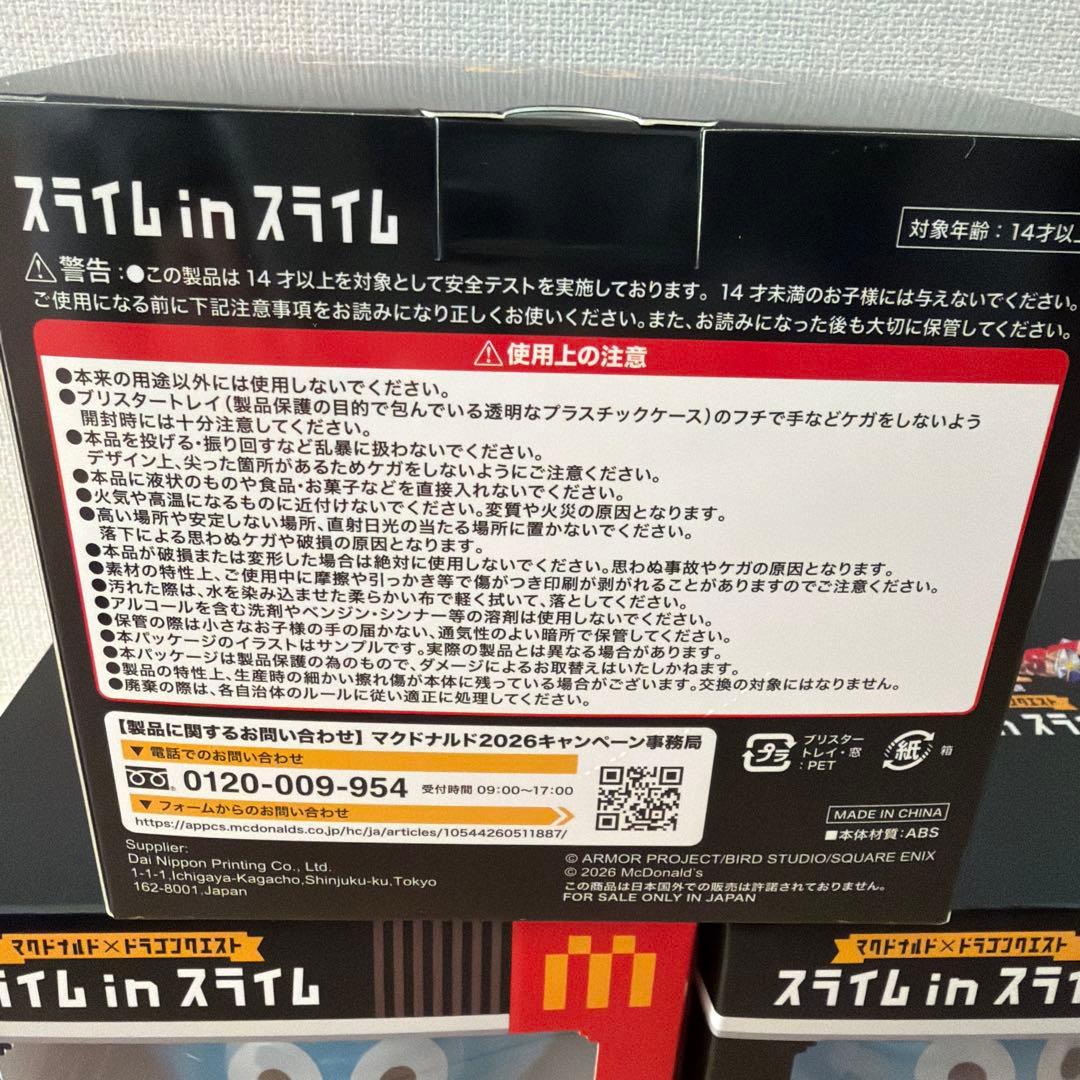 スライム in スライム
対象年齢：14才以上
⚠警告：●この製品は 14 才以上を対象として安全テストを実施しております。14 才未満のお子様には与えないでください。
ご使用になる前に下記注意事項をお読みになり正しくお使いください。また、お読みになった後も大切に保管してください。
⚠使用上の注意
●本来の用途以外には使用しないでください。
●ブリスタートレイ（製品保護の目的で包んでいる透明なプラスチックケース）のフチで手などケガをしないよう
開封時には十分注意してください。
●本品を投げる・振り回すなど乱暴に扱わないでください。
デザイン上、尖った箇所があるためケガをしないようにご注意ください。
●本品に液状のものや食品・お菓子などを直接入れないでください。
●火気や高温になるものに近付けないでください。変質や火災の原因となります。
●高い場所や安定しない場所、直射日光の当たる場所に置かないでください。
落下による思わぬケガや破損の原因となります。
●本品が破損または変形した場合は絶対に使用しないでください。思わぬ事故やケガの原因となります。
●素材の特性上、ご使用中に摩擦や引っかき等で傷がつき印刷が剥がれることがありますのでご注意ください。
●汚れた際は、水を染み込ませた柔らかい布で軽く拭いて、落としてください。
●アルコールを含む洗剤やベンジン・シンナー等の溶剤は使用しないでください。
●保管の際は小さなお子様の手の届かない、通気性のよい暗所で保管してください。
●本パッケージのイラストはサンプルです。実際の製品とは異なる場合があります。
●本パッケージは製品保護の為のもので、ダメージによるお取替えはいたしかねます。
●製品の特性上、生産時の細かい擦れ傷が本体に残っている場合がございます。交換の対象にはなりません。
●廃棄の際は、各自治体のルールに従い適正に処理してください。
【製品に関するお問い合わせ】マクドナルド2026キャンペーン事務局
▼ 電話でのお問い合わせ
0120-009-954 受付時間 09:00〜17:00
▼ フォームからのお問い合わせ
https://appcs.mcdonalds.co.jp/hc/ja/articles/10544260511887/
プラ
ブリスター
トレイ・窓
：PET
紙
箱
MADE IN CHINA
■本体材質：ABS
Supplier:
Dai Nippon Printing Co., Ltd.
1-1-1,Ichigaya-Kagacho,Shinjuku-ku,Tokyo
162-8001,Japan
© ARMOR PROJECT/BIRD STUDIO/SQUARE ENIX
© 2026 McDonald's
この商品は日本国外での販売は許諾されておりません。
FOR SALE ONLY IN JAPAN
マクドナルド×ドラゴンクエスト
ライム in スライム
マクドナルド×ドラゴンクエスト
スライム in スライ
ゴンクエスト
in スラ